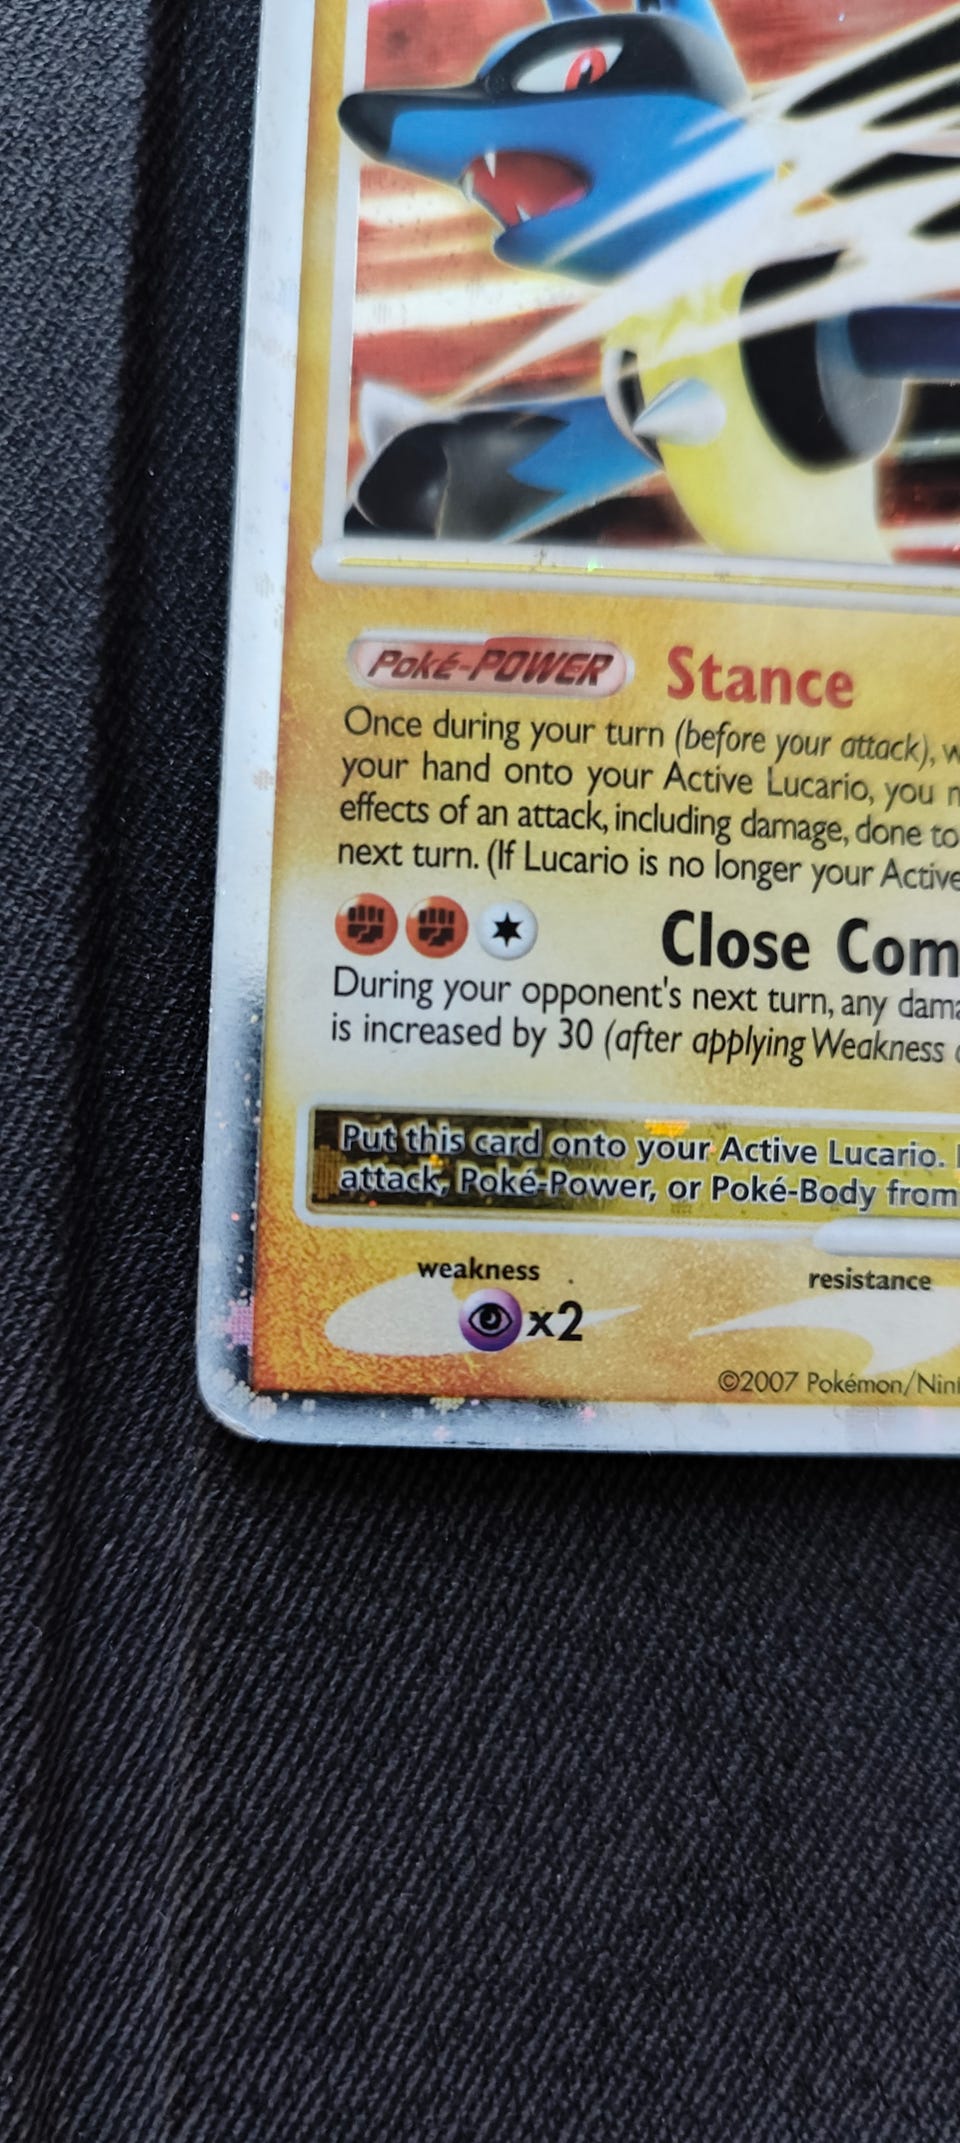 Poké-POWER Stance
Once during your turn (before your attack), w
your hand onto your Active Lucario, you
effects of an attack, including damage, done to
next turn. (If Lucario is no longer your Active
Close Com
During your opponent's next turn, any dama
is increased by 30 (after applying Weakness
Put this card onto your Active Lucario.
attack, Poké-Power, or Poké-Body from
weakness resistance
x2
©2007 Pokémon/Nin